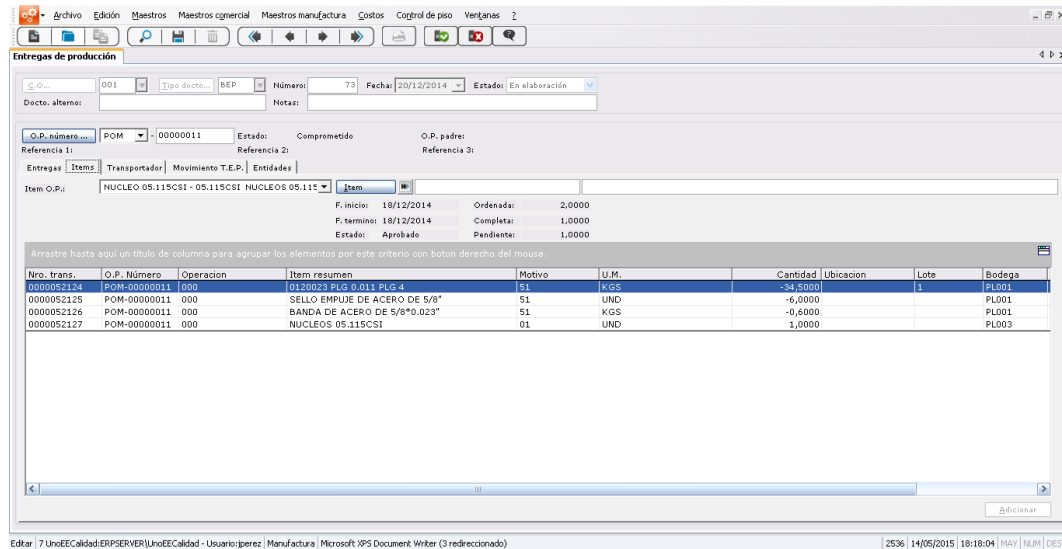 Archivo Edición Maestros Maestros comercial Maestros manufactura Costos Control de piso Ventanas ?
Entregas de producción
C.O... 001 Tipo docto... BEP Número: 73 Fecha: 20/12/2014 Estado: En elaboración
Docto. alterno: Notas:
O.P. número ... POM - 00000011 Estado: Comprometido O.P. padre:
Referencia 1: Referencia 2: Referencia 3:
Entregas Items Transportador Movimiento T.E.P. Entidades
Item O.P.: NUCLEO 05.115CSI - 05.115CSI NUCLEOS 05.115 Item
F. inicio: 18/12/2014 Ordenada: 2,0000
F. termino: 18/12/2014 Completa: 1,0000
Estado: Aprobado Pendiente: 1,0000
Arrastre hasta aquí un título de columna para agrupar los elementos por este criterio con boton derecho del mouse.
Nro. trans. O.P. Número Operacion Item resumen Motivo U.M. Cantidad Ubicacion Lote Bodega
0000052124 POM-00000011 000 0120023 PLG 0.011 PLG 4 51 KGS -34,5000 1 PL001
0000052125 POM-00000011 000 SELLO EMPUJE DE ACERO DE 5/8" 51 UND -6,0000 PL001
0000052126 POM-00000011 000 BANDA DE ACERO DE 5/8*0.023" 51 KGS -0,6000 PL001
0000052127 POM-00000011 000 NUCLEOS 05.115CSI 01 UND 1,0000 PL003
Adicionar
Editar 7 UnoEECalidad:ERPSERVER\UnoEECalidad - Usuario:jperez Manufactura Microsoft XPS Document Writer (3 redireccionado) 2536 14/05/2015 18:18:04 MAY NUM DES